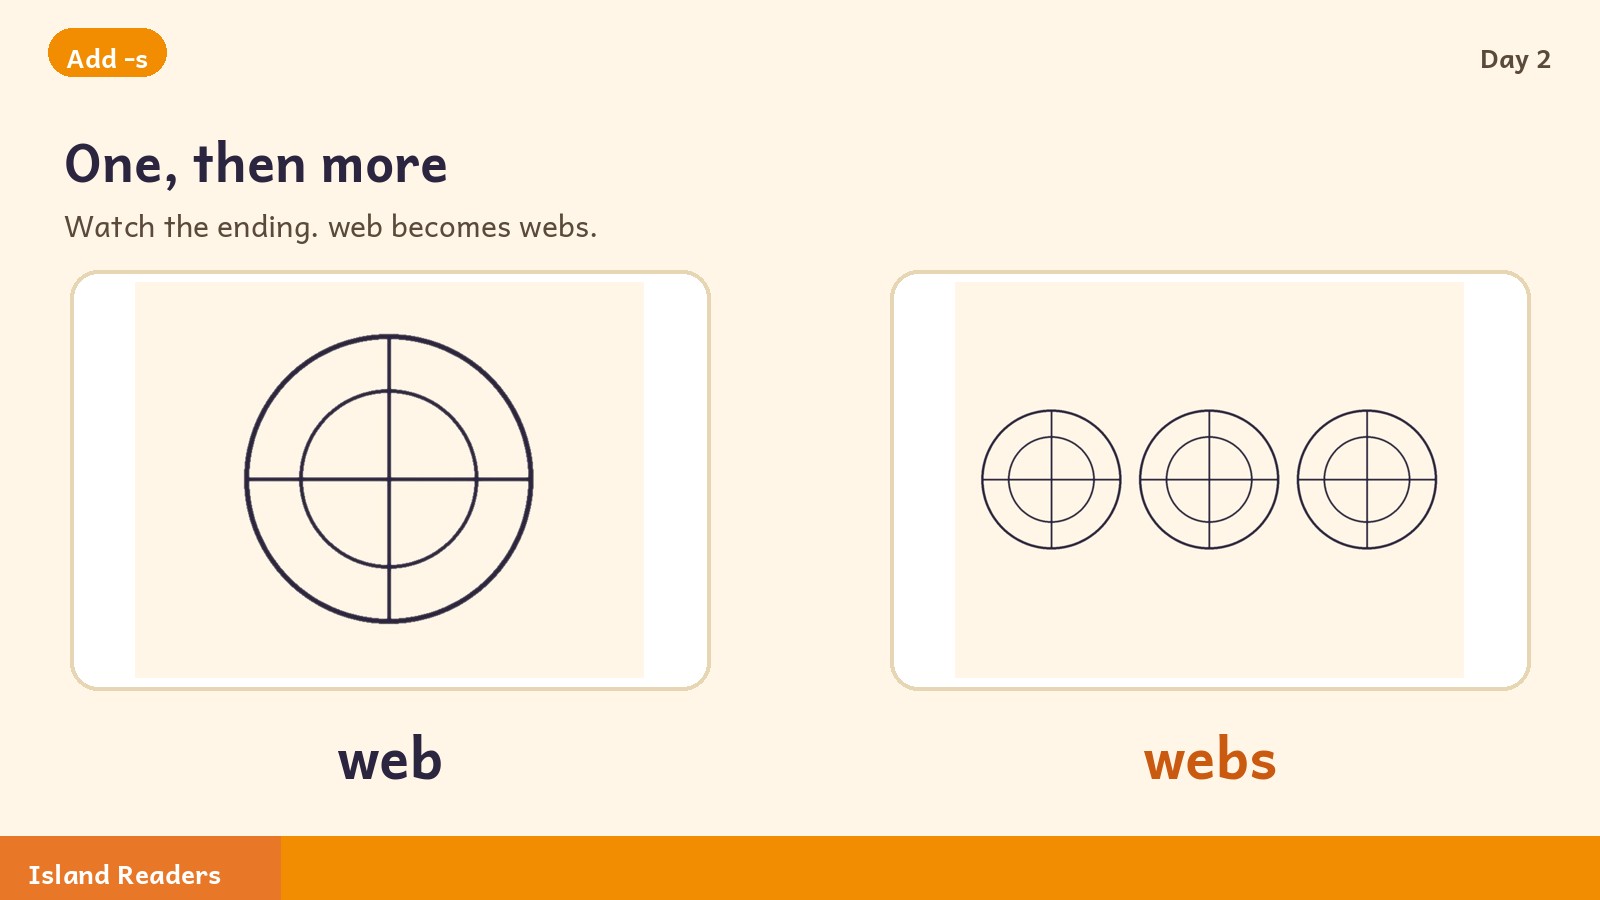 Add -s
Day 2
One, then more
Watch the ending. web becomes webs.
web
webs
Island Readers